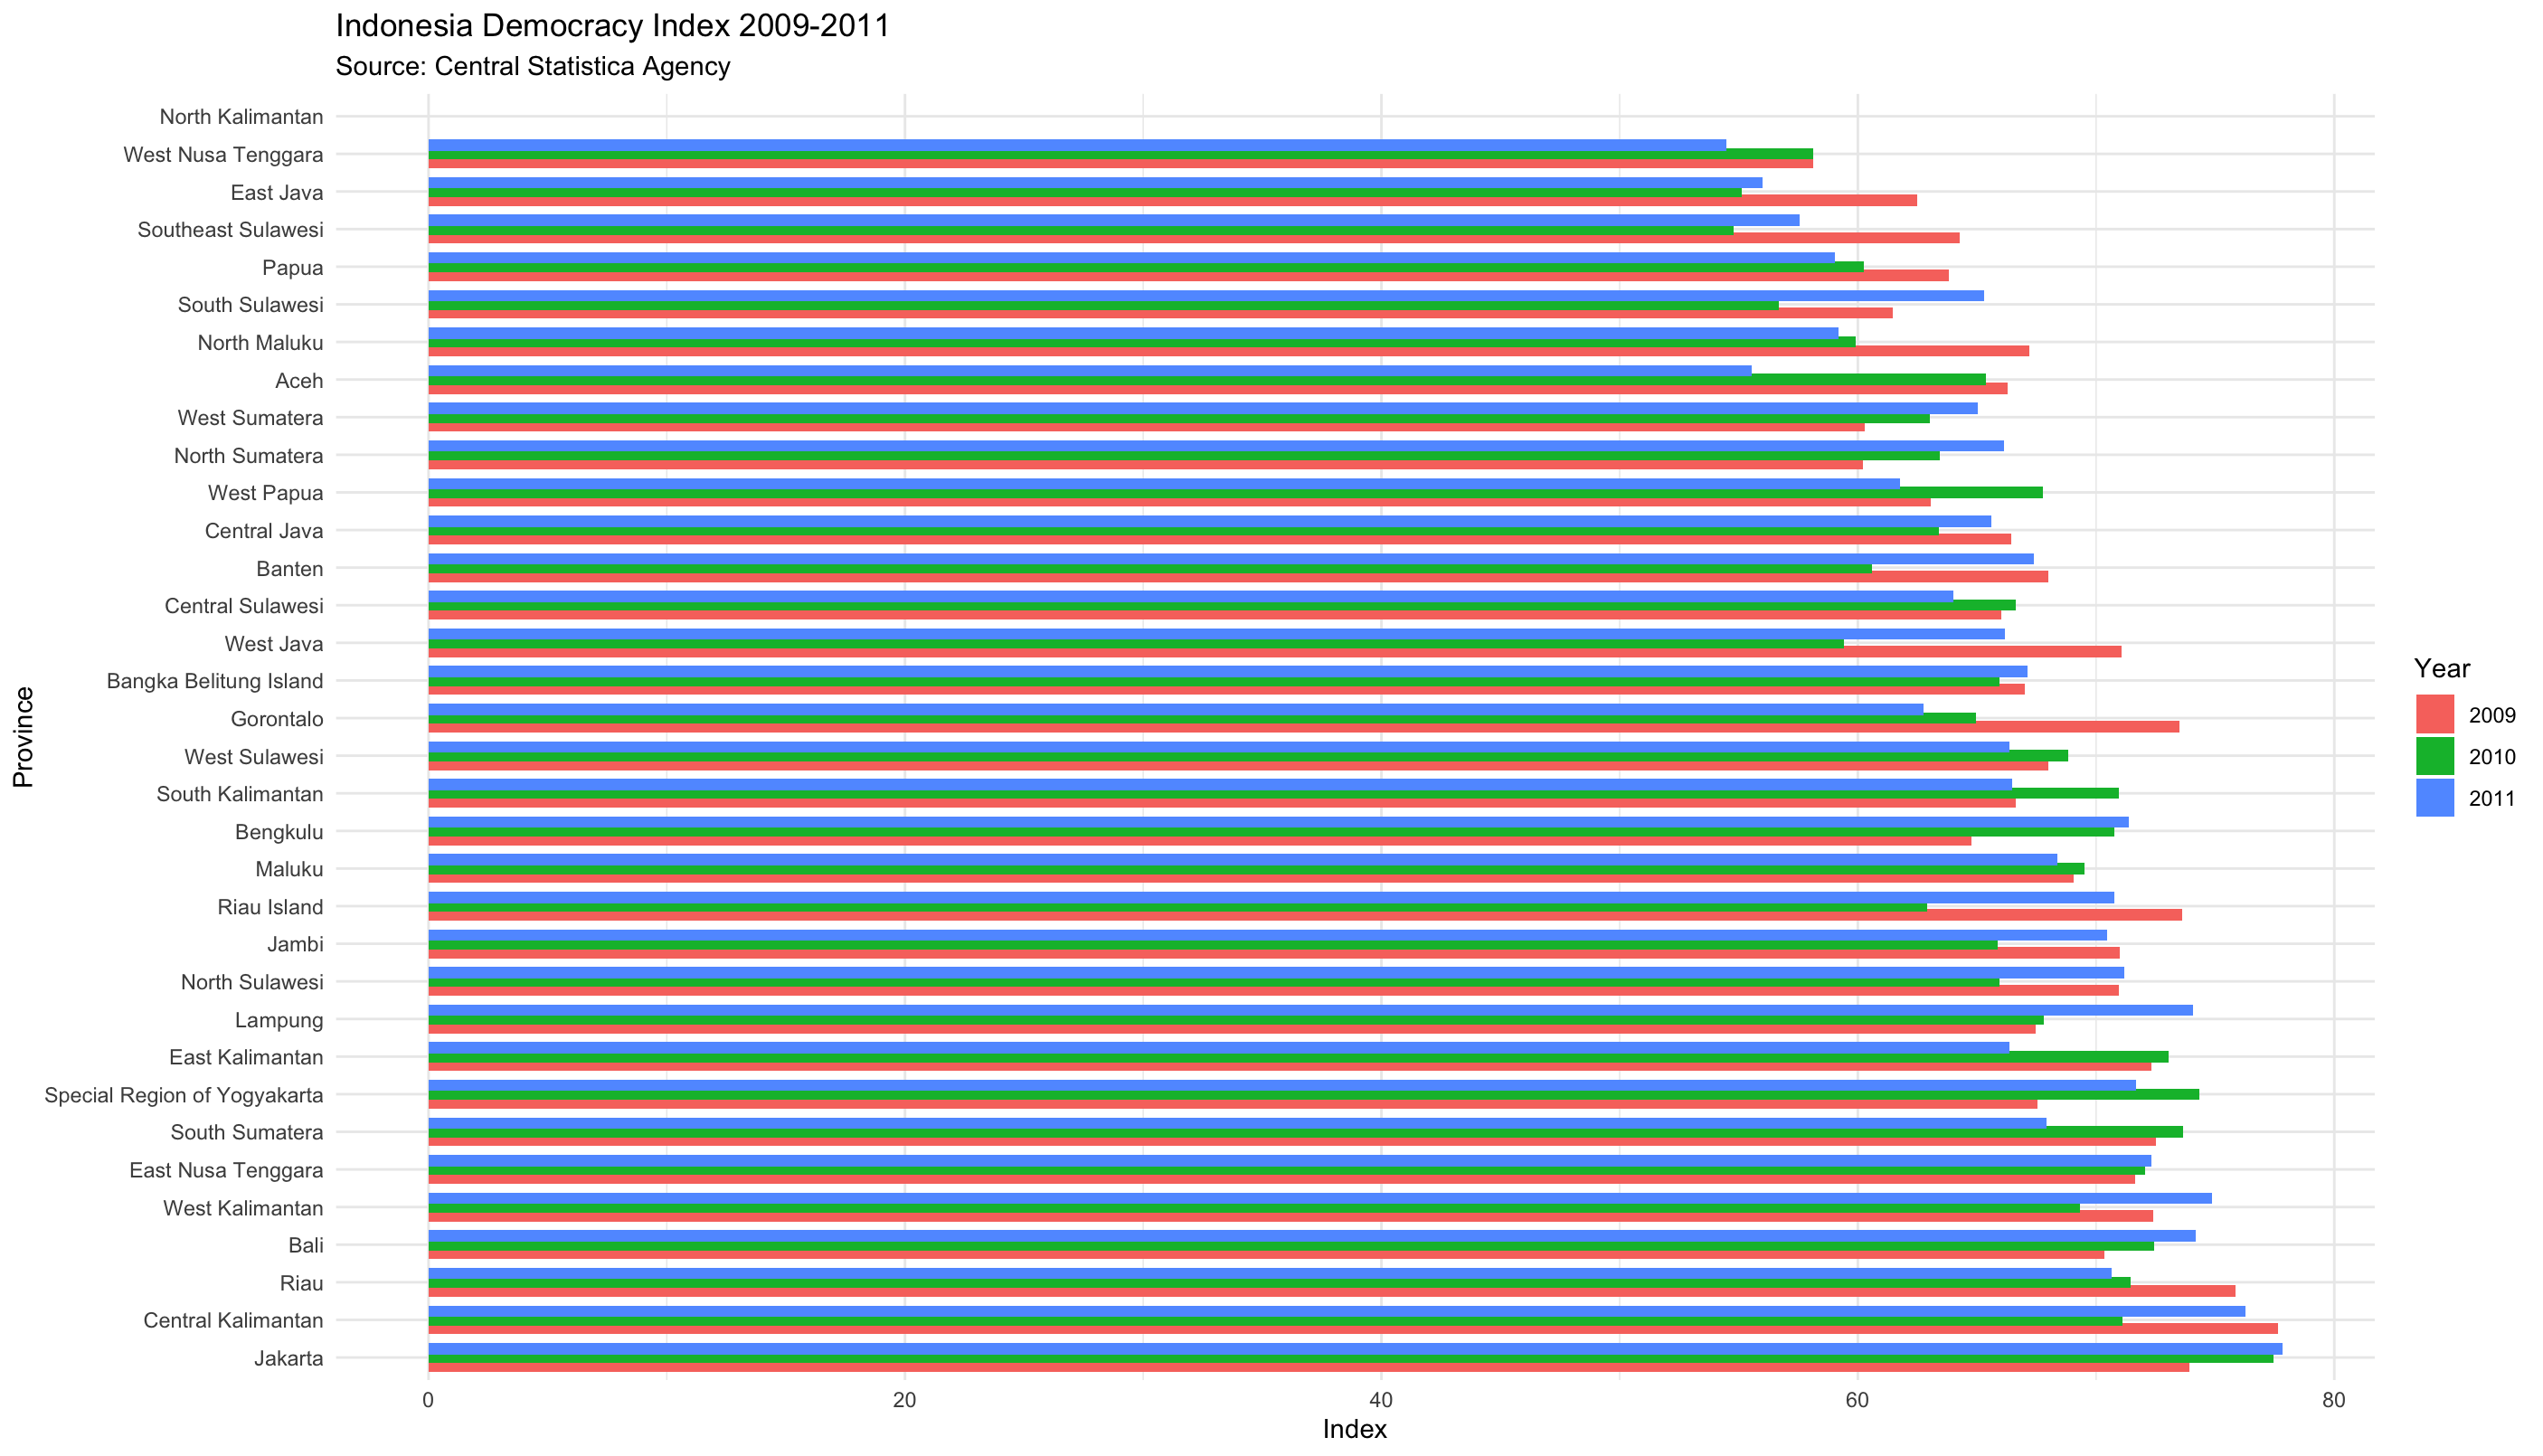 Indonesia Democracy Index 2009-2011
Source: Central Statistica Agency
North Kalimantan
West Nusa Tenggara
East Java
Southeast Sulawesi
Papua
South Sulawesi
North Maluku
Aceh
West Sumatera
North Sumatera
West Papua
Central Java
Banten
Central Sulawesi
West Java
Bangka Belitung Island
Gorontalo
West Sulawesi
South Kalimantan
Bengkulu
Maluku
Riau Island
Jambi
North Sulawesi
Lampung
East Kalimantan
Special Region of Yogyakarta
South Sumatera
East Nusa Tenggara
West Kalimantan
Bali
Riau
Central Kalimantan
Jakarta
Province
0 20 40 60 80
Index
Year
2009
2010
2011